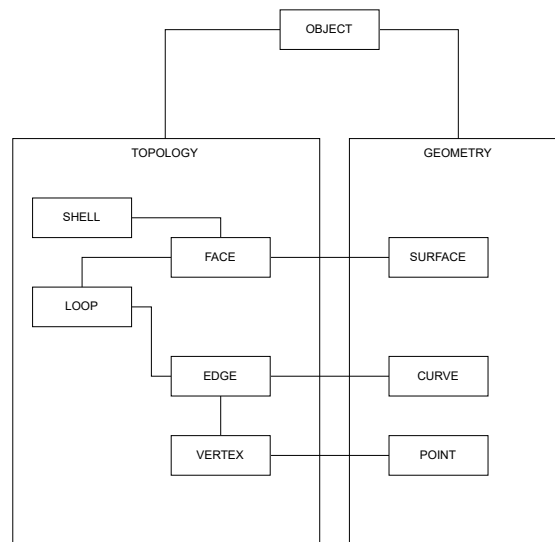 OBJECT
TOPOLOGY
GEOMETRY
SHELL
FACE
SURFACE
LOOP
EDGE
CURVE
VERTEX
POINT